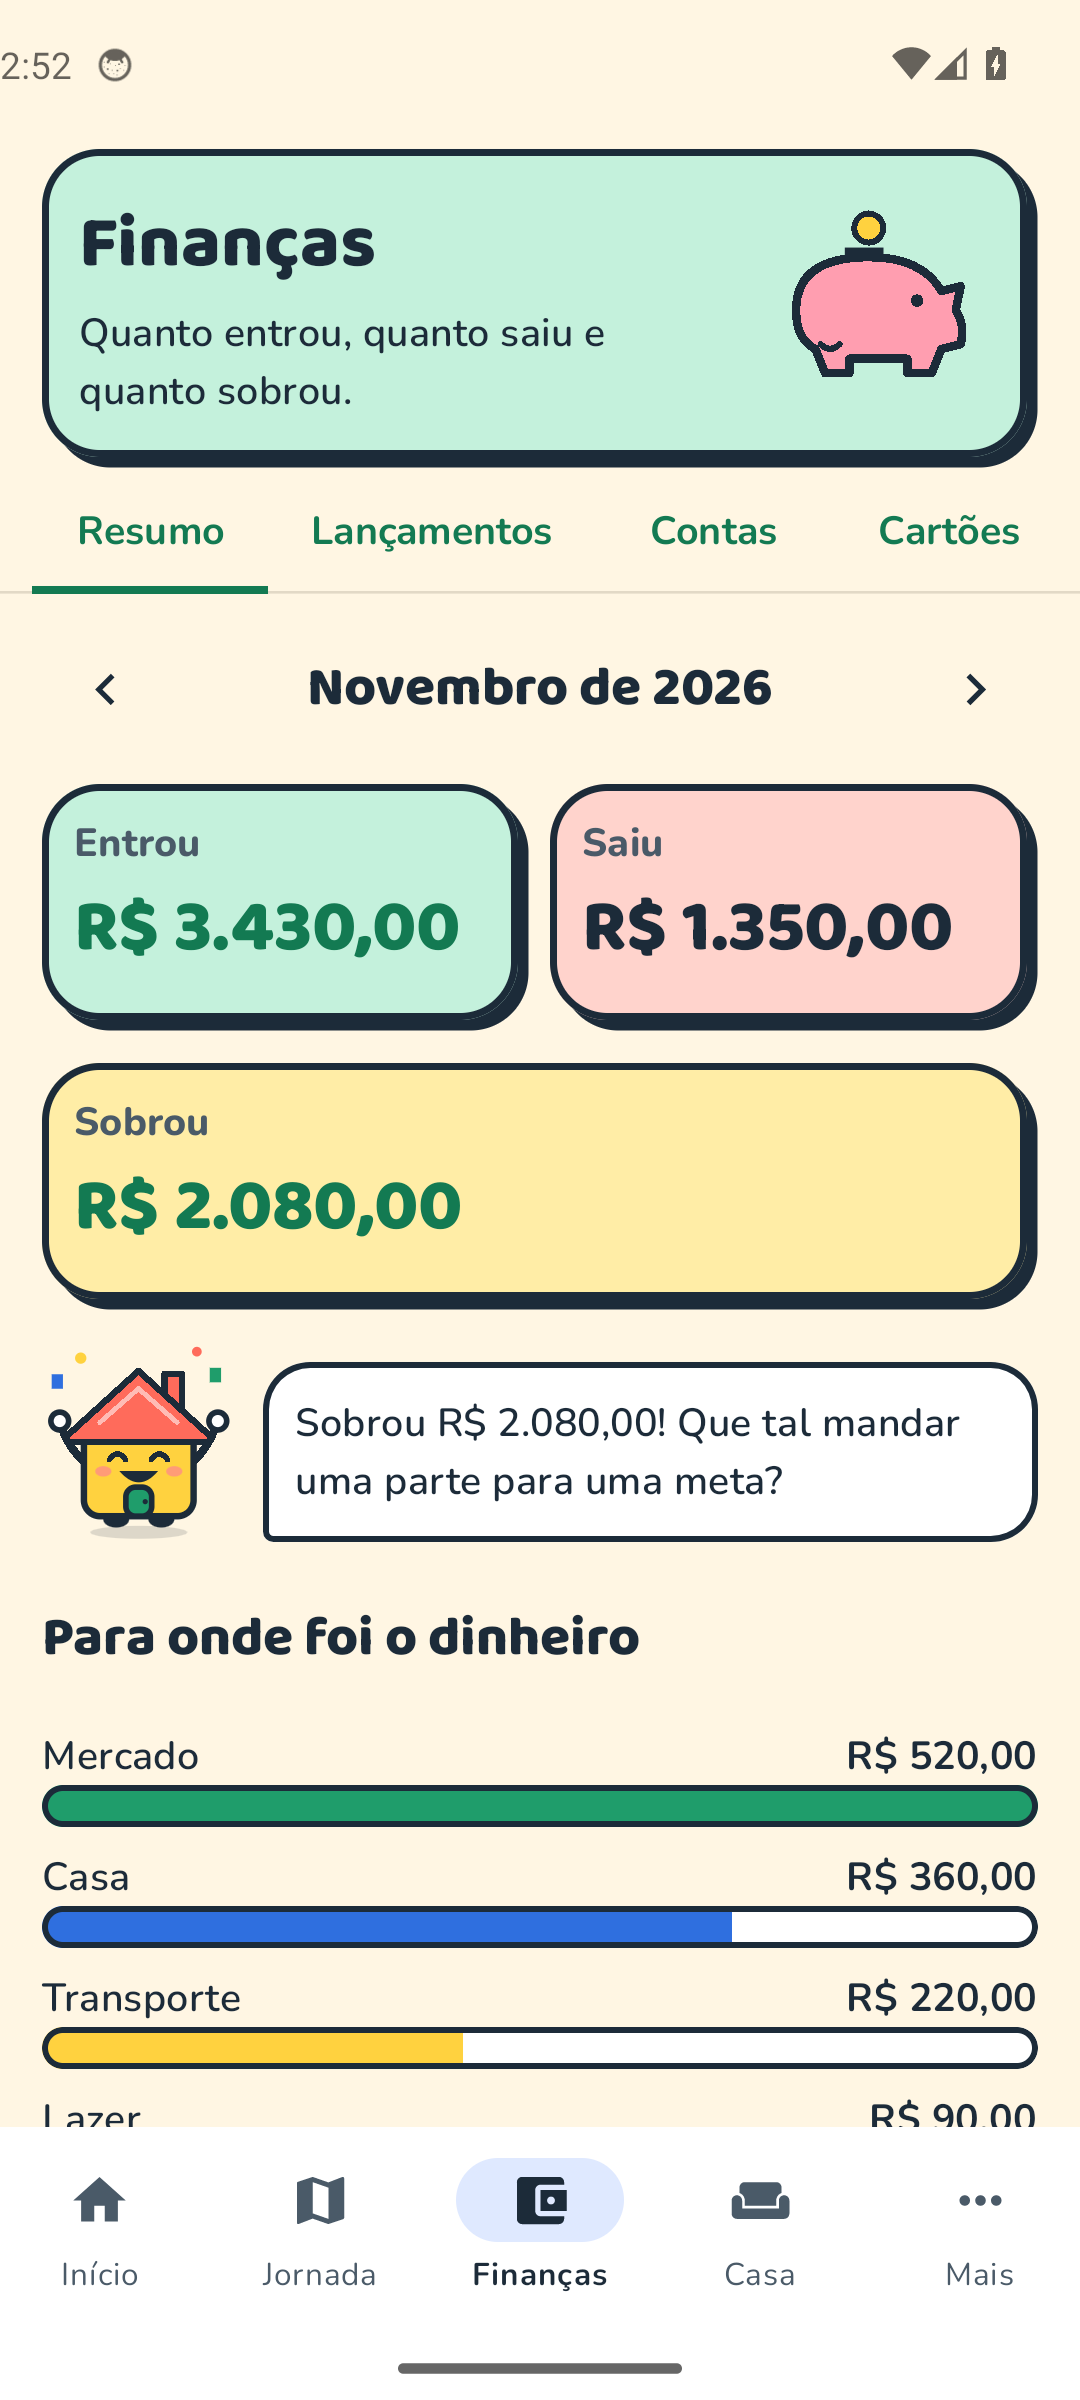 2:52
Finanças
Quanto entrou, quanto saiu e
quanto sobrou.
Resumo Lançamentos Contas Cartões
Novembro de 2026
Entrou Saiu
R$ 3.430,00 R$ 1.350,00
Sobrou
R$ 2.080,00
Sobrou R$ 2.080,00! Que tal mandar
uma parte para uma meta?
Para onde foi o dinheiro
Mercado R$ 520,00
Casa R$ 360,00
Transporte R$ 220,00
Lazer R$ 90,00
Início Jornada Finanças Casa Mais